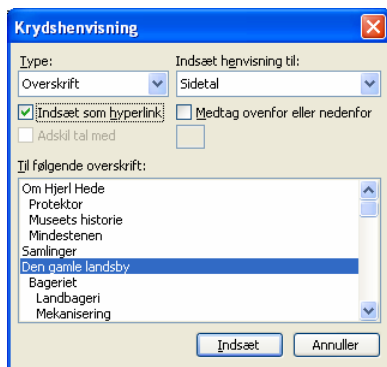 Krydshenvisning
Type:
Indsæt henvisning til:
Overskrift
Sidetal
Indsæt som hyperlink
Medtag ovenfor eller nedenfor
Adskil tal med
Til følgende overskrift:
Om Hjerl Hede
Protektor
Museets historie
Mindestenen
Samlinger
Den gamle landsby
Bageriet
Landbageri
Mekanisering
Indsæt
Annuller